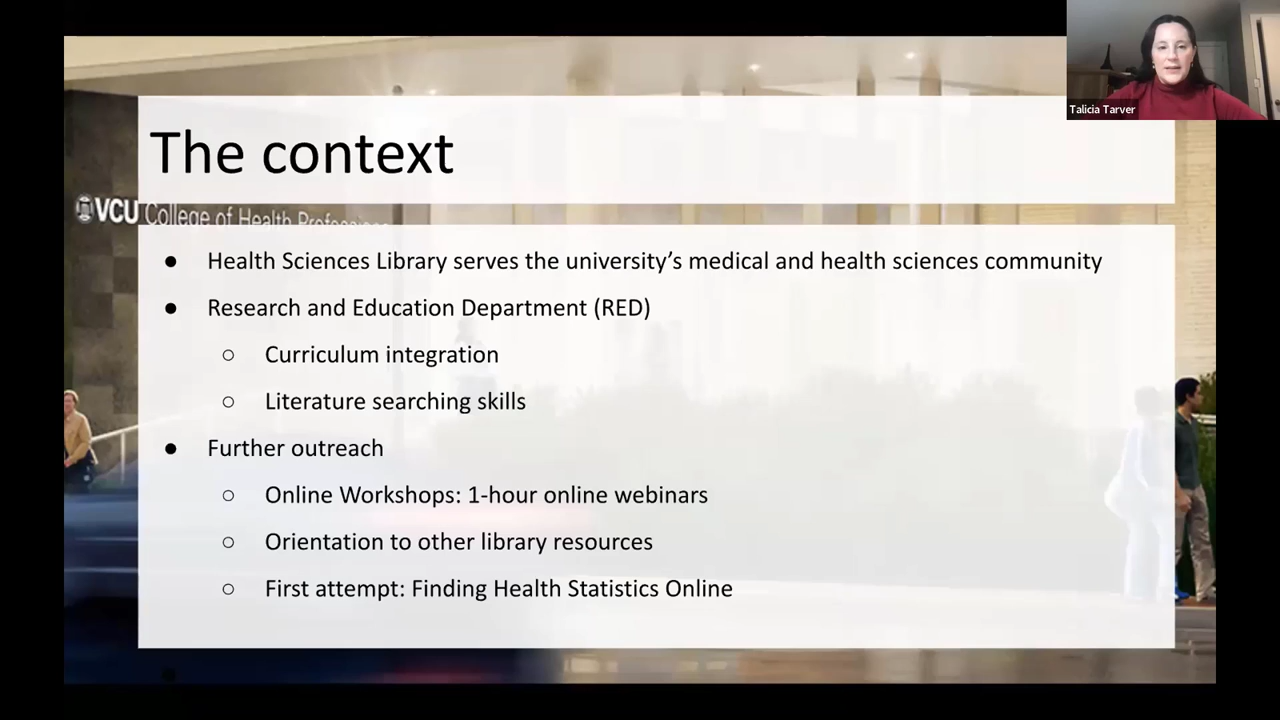 Talicia Tarver
The context
VCU College of Health Professions
● Health Sciences Library serves the university's medical and health sciences community
● Research and Education Department (RED)
○ Curriculum integration
○ Literature searching skills
● Further outreach
○ Online Workshops: 1-hour online webinars
○ Orientation to other library resources
○ First attempt: Finding Health Statistics Online